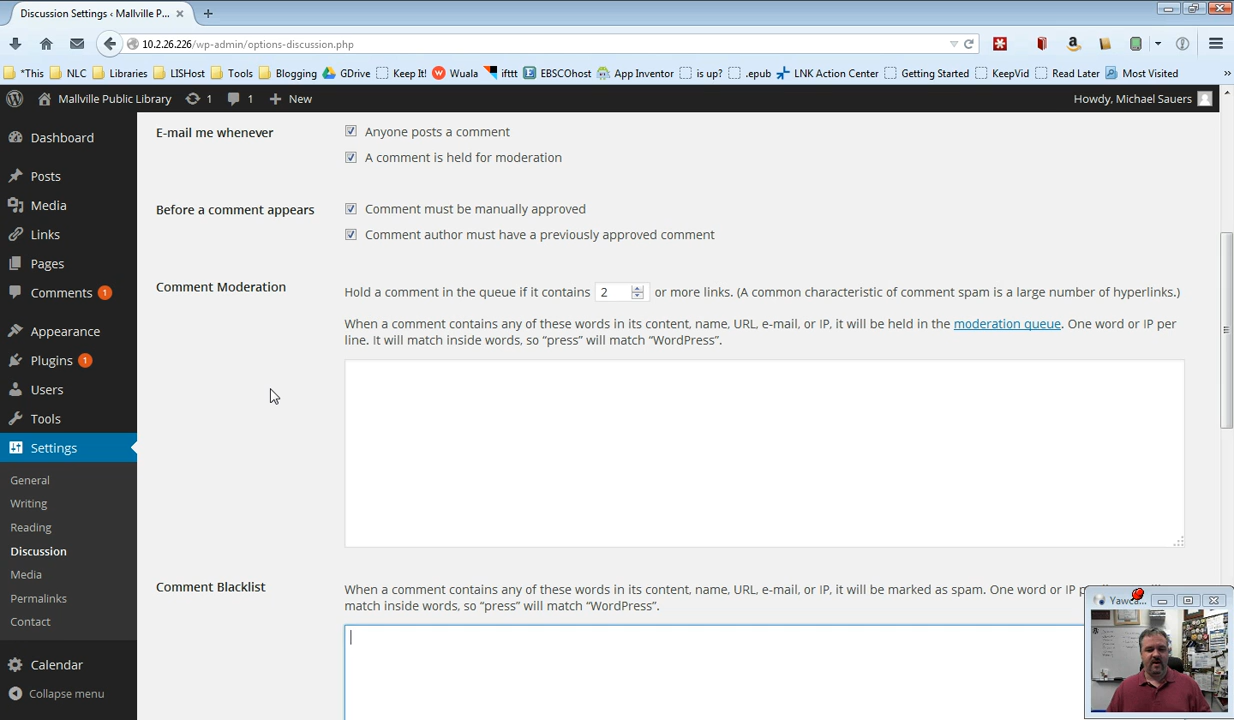 Discussion Settings ‹ Mallville P...
10.2.26.226/wp-admin/options-discussion.php
*This NLC Libraries LISHost Tools Blogging GDrive Keep It! Wuala ifttt EBSCOhost App Inventor is up? .epub LNK Action Center Getting Started KeepVid Read Later Most Visited »
Mallville Public Library 1 1 New Howdy, Michael Sauers
Dashboard
Posts
Media
Links
Pages
Comments 1
Appearance
Plugins 1
Users
Tools
Settings
General
Writing
Reading
Discussion
Media
Permalinks
Contact
Calendar
Collapse menu
E-mail me whenever
Anyone posts a comment
A comment is held for moderation
Before a comment appears
Comment must be manually approved
Comment author must have a previously approved comment
Comment Moderation
Hold a comment in the queue if it contains 2 or more links. (A common characteristic of comment spam is a large number of hyperlinks.)
When a comment contains any of these words in its content, name, URL, e-mail, or IP, it will be held in the moderation queue. One word or IP per
line. It will match inside words, so “press” will match “WordPress”.
Comment Blacklist
When a comment contains any of these words in its content, name, URL, e-mail, or IP, it will be marked as spam. One word or IP
match inside words, so “press” will match “WordPress”.